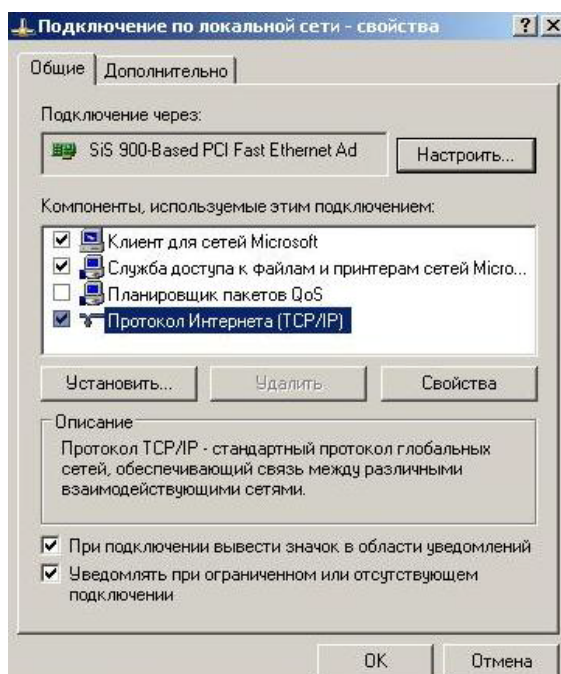 Подключение по локальной сети - свойства
Общие
Дополнительно
Подключение через:
SiS 900-Based PCI Fast Ethernet Ad
Настроить...
Компоненты, используемые этим подключением:
Клиент для сетей Microsoft
Служба доступа к файлам и принтерам сетей Micro...
Планировщик пакетов QoS
Протокол Интернета (TCP/IP)
Установить...
Удалить
Свойства
Описание
Протокол TCP/IP - стандартный протокол глобальных
сетей, обеспечивающий связь между различными
взаимодействующими сетями.
При подключении вывести значок в области уведомлений
Уведомлять при ограниченном или отсутствующем
подключении
OK
Отмена